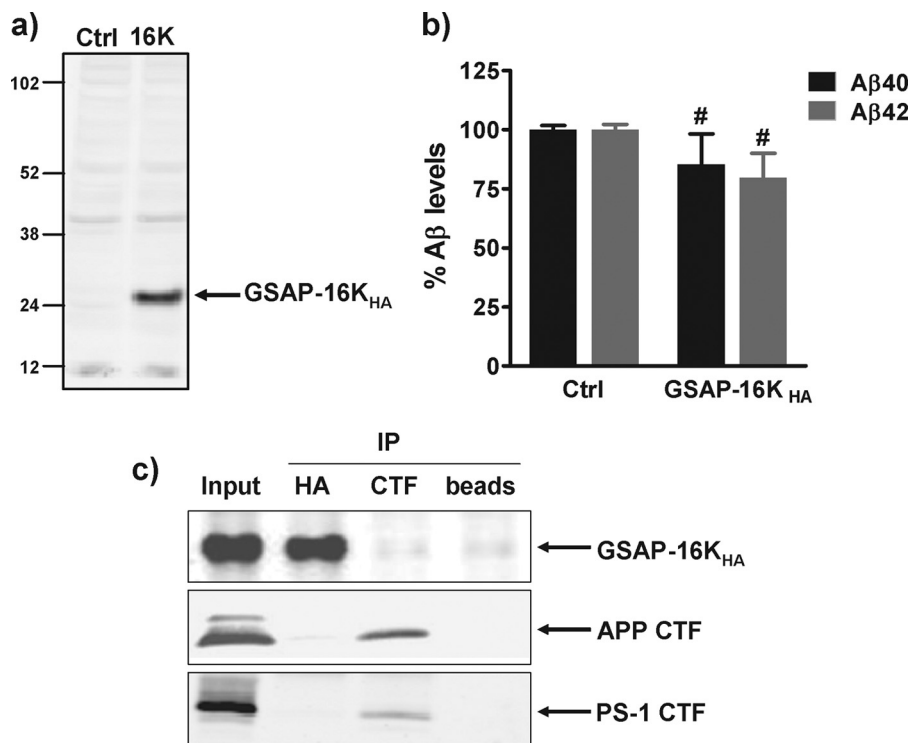 a)
Ctrl 16K
102
52
38
24
12
GSAP-16KHA
b)
% Aβ levels
125
100
75
50
25
0
# #
Ctrl GSAP-16K HA
Aβ40
Aβ42
c)
IP
Input HA CTF beads
GSAP-16KHA
APP CTF
PS-1 CTF